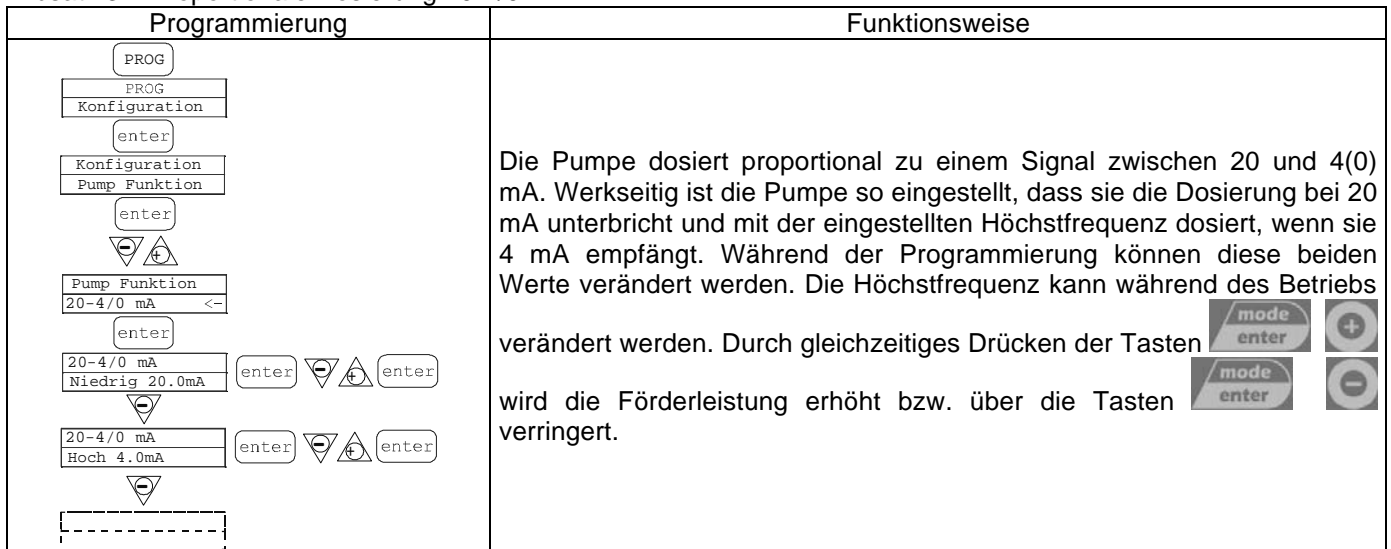 Programmierung
Funktionsweise
PROG
PROG
Konfiguration
enter
Konfiguration
Pump Funktion
enter
- +
Pump Funktion
20-4/0 mA <-
enter
20-4/0 mA
Niedrig 20.0mA
enter - + enter
-
20-4/0 mA
Hoch 4.0mA
enter - + enter
-
Die Pumpe dosiert proportional zu einem Signal zwischen 20 und 4(0)
mA. Werkseitig ist die Pumpe so eingestellt, dass sie die Dosierung bei 20
mA unterbricht und mit der eingestellten Höchstfrequenz dosiert, wenn sie
4 mA empfängt. Während der Programmierung können diese beiden
Werte verändert werden. Die Höchstfrequenz kann während des Betriebs
verändert werden. Durch gleichzeitiges Drücken der Tasten mode enter +
wird die Förderleistung erhöht bzw. über die Tasten mode enter -
verringert.